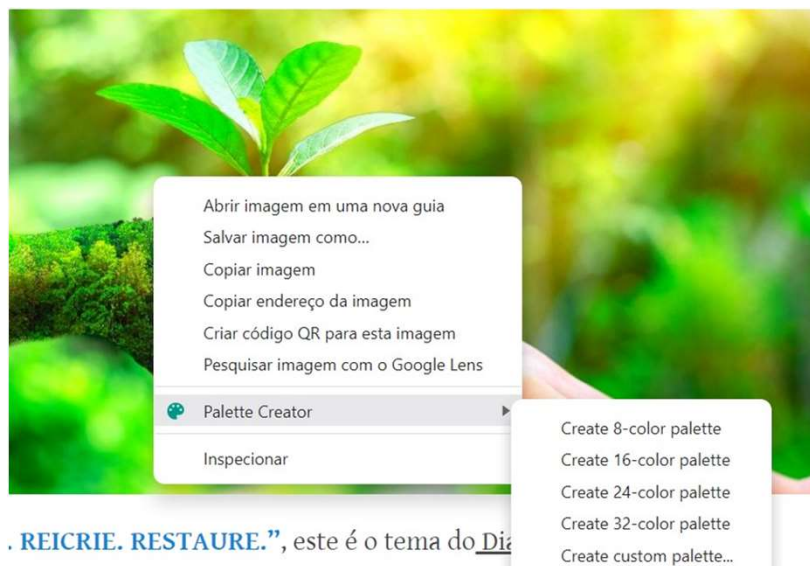 Abrir imagem em uma nova guia
Salvar imagem como...
Copiar imagem
Copiar endereço da imagem
Criar código QR para esta imagem
Pesquisar imagem com o Google Lens
Palette Creator
Inspecionar
Create 8-color palette
Create 16-color palette
Create 24-color palette
Create 32-color palette
Create custom palette...
. REICRIE. RESTAURE.”, este é o tema do